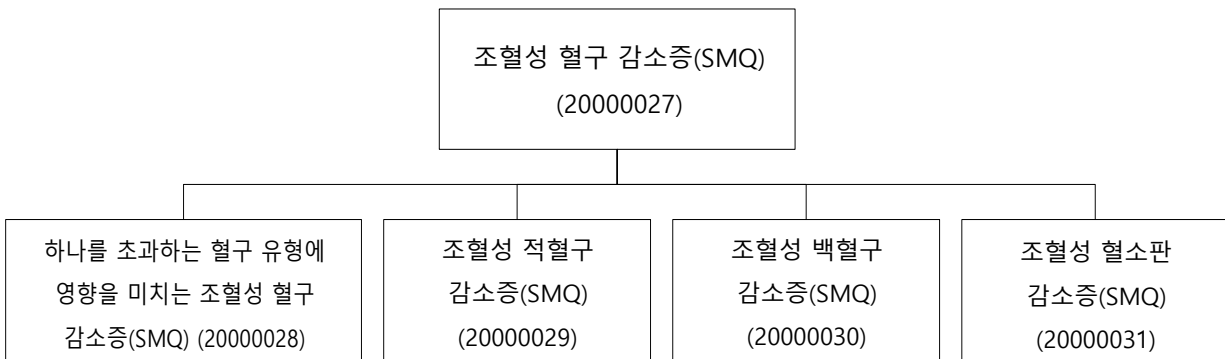 조혈성 혈구 감소증(SMQ)
(20000027)
하나를 초과하는 혈구 유형에
영향을 미치는 조혈성 혈구
감소증(SMQ) (20000028)
조혈성 적혈구
감소증(SMQ)
(20000029)
조혈성 백혈구
감소증(SMQ)
(20000030)
조혈성 혈소판
감소증(SMQ)
(20000031)